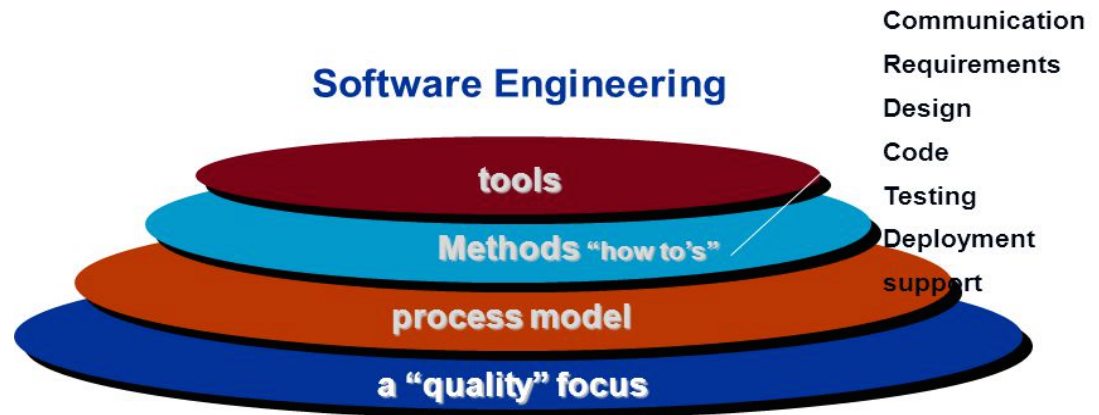 Software Engineering
tools
Methods “how to’s”
process model
a “quality” focus
Communication
Requirements
Design
Code
Testing
Deployment
support